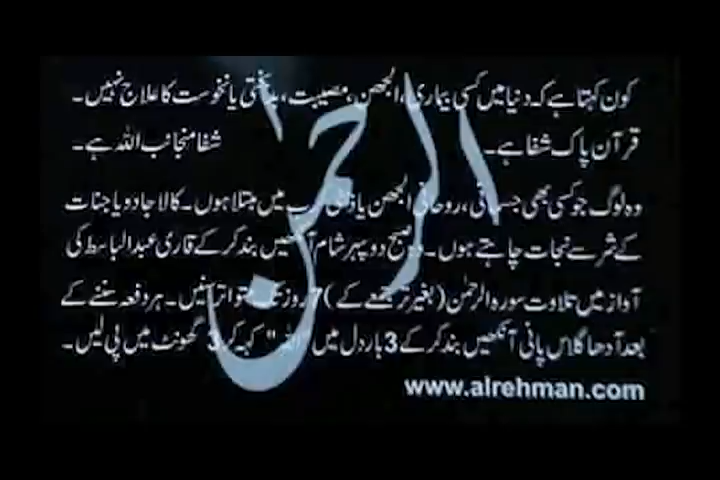 کون کہتا ہے کہ دنیا میں کسی بیماری، الجھن، مصیبت، بدبختی یا نحوست کا علاج نہیں۔
قرآن پاک شفا ہے۔ شفا منجانب اللہ ہے۔
وہ لوگ جو کسی بھی جسمانی، روحانی الجھن یا میں مبتلا ہوں۔ کالا جادو یا جنات
کے شر سے نجات چاہتے ہوں۔ وہ صبح دوپہر شام آنکھیں بند کر کے قاری عبدالباسط کی
آواز میں تلاوت سورہ الرحمٰن (بغیر ترجمے کے) 7 روز تک متواتر سنیں۔ ہر دفعہ سننے کے
بعد آدھا گلاس پانی آنکھیں بند کر کے 3 بار دل میں "اللہ" کہہ کر 3 گھونٹ میں پی لیں۔
www.alrehman.com
الرحمٰن